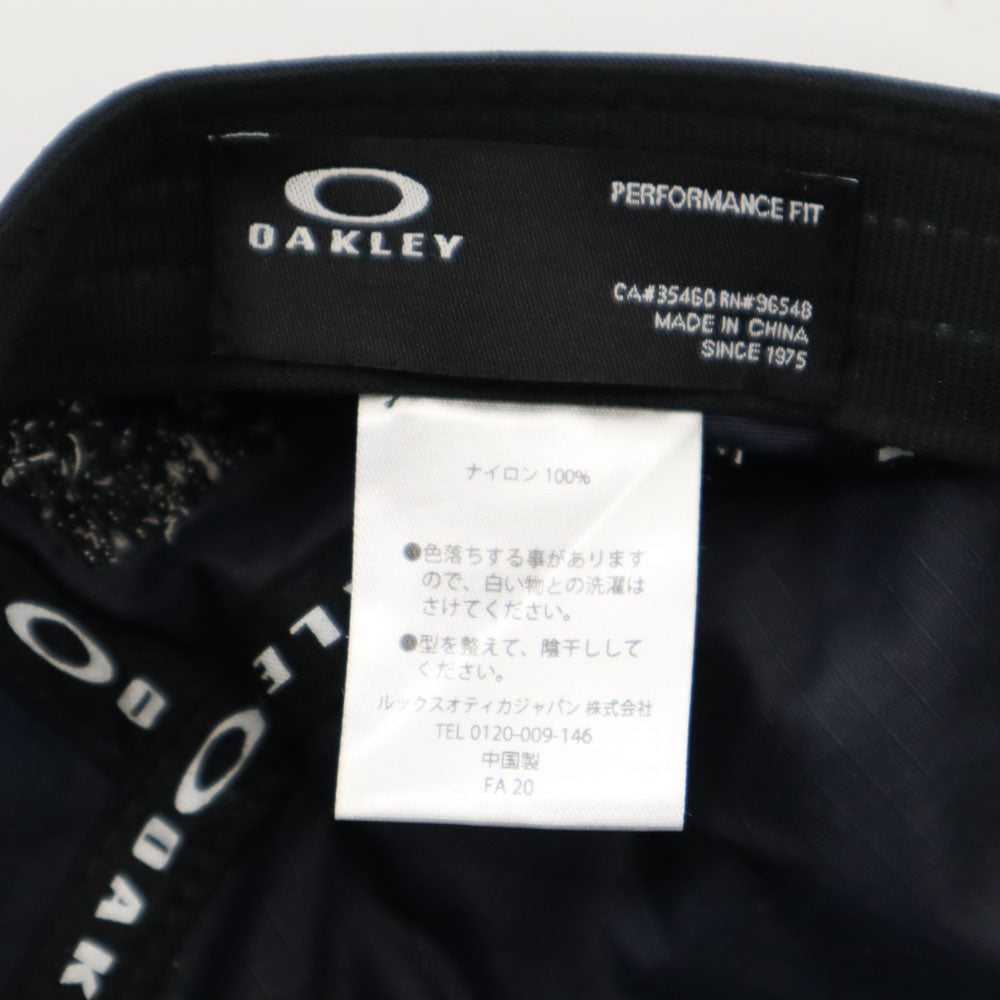 OAKLEY
PERFORMANCE FIT
CA#35460 RN#96548
MADE IN CHINA
SINCE 1975
ナイロン 100%
●色落ちする事があります
ので、白い物との洗濯は
さけてください。
●型を整えて、陰干しして
ください。
ルックスオティカジャパン 株式会社
TEL 0120-009-146
中国製
FA 20
OAK